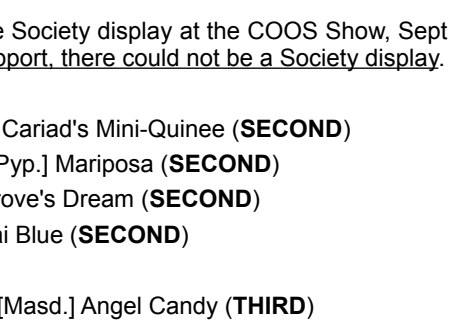 e Society display at the COOS Show, Sept
pport, there could not be a Society display.
Cariad's Mini-Quinee (SECOND)
Pyp.] Mariposa (SECOND)
rove's Dream (SECOND)
ai Blue (SECOND)
[Masd.] Angel Candy (THIRD)